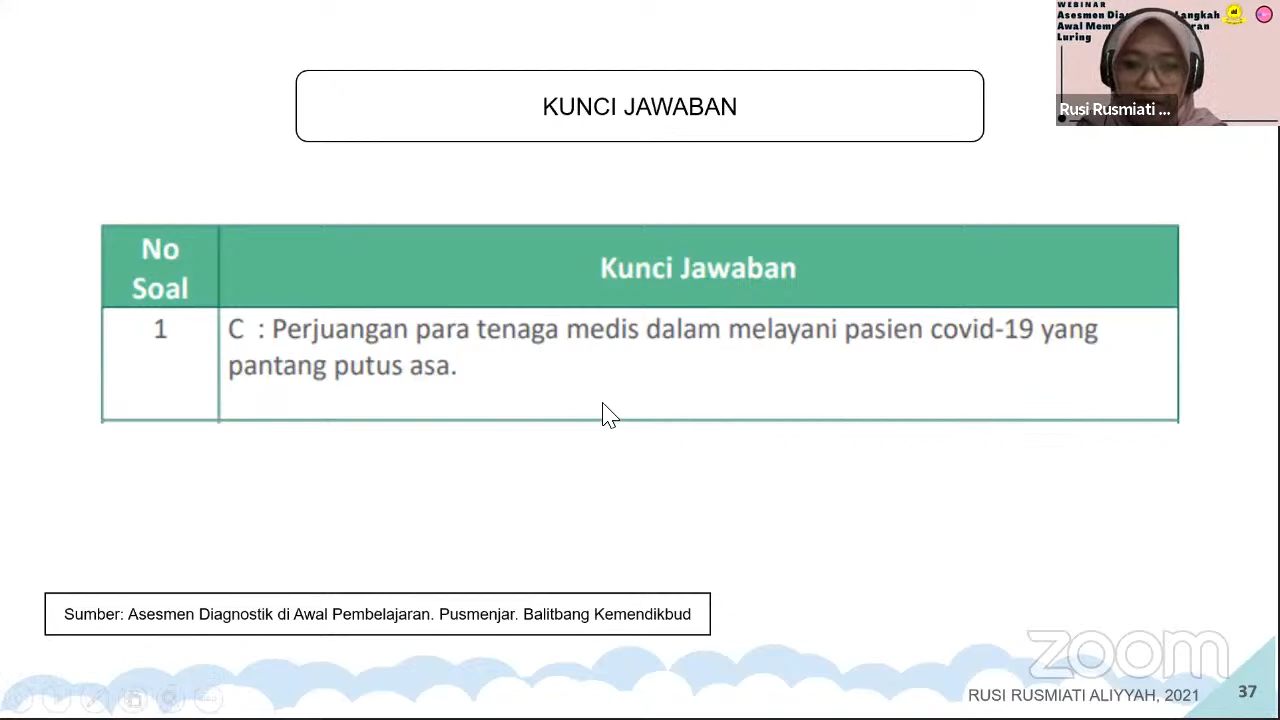 WEBINAR
Asesmen Langkah
Awal
Luring
Rusi Rusmiati ...
KUNCI JAWABAN
No
Soal
Kunci Jawaban
1
C : Perjuangan para tenaga medis dalam melayani pasien covid-19 yang
pantang putus asa.
Sumber: Asesmen Diagnostik di Awal Pembelajaran. Pusmenjar. Balitbang Kemendikbud
zoom
RUSI RUSMIATI ALIYYAH, 2021
37